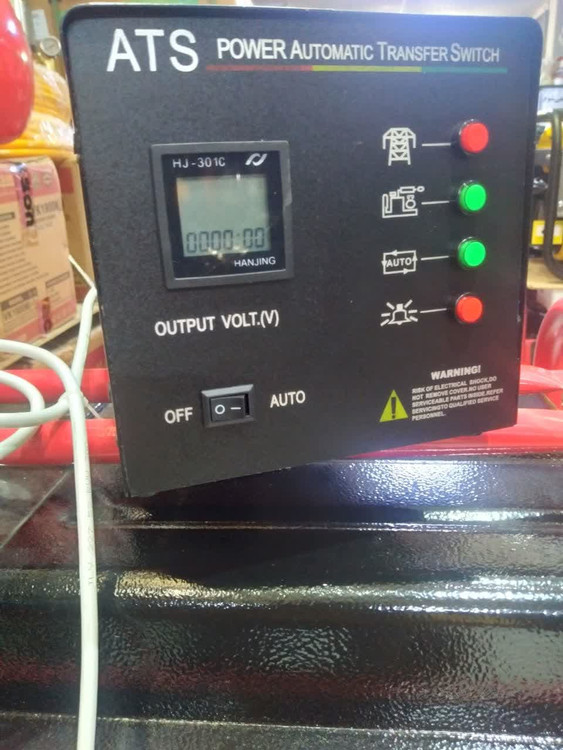 ATS POWER AUTOMATIC TRANSFER SWITCH
HJ-301C
0000:00
HANJING
OUTPUT VOLT.(V)
AUTO
OFF
AUTO
WARNING!
RISK OF ELECTRICAL SHOCK,DO
NOT REMOVE COVER.NO USER
SERVICEABLE PARTS INSIDE,REFER
SERVICINGTO QUALIFIED SERVICE
PERSONNEL.